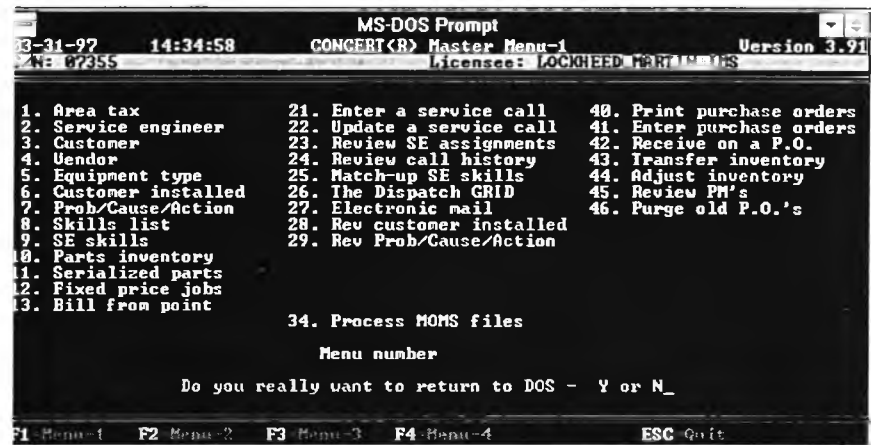 MS-DOS Prompt
03-31-97 14:34:58 CONCERT(R) Master Menu-1 Version 3.91
/N: 07355 Licensee: LOCKHEED MARTIN IMS
1. Area tax
2. Service engineer
3. Customer
4. Vendor
5. Equipment type
6. Customer installed
7. Prob/Cause/Action
8. Skills list
9. SE skills
10. Parts inventory
11. Serialized parts
12. Fixed price jobs
13. Bill from point
21. Enter a service call
22. Update a service call
23. Review SE assignments
24. Review call history
25. Match-up SE skills
26. The Dispatch GRID
27. Electronic mail
28. Rev customer installed
29. Rev Prob/Cause/Action
34. Process MOMS files
40. Print purchase orders
41. Enter purchase orders
42. Receive on a P.O.
43. Transfer inventory
44. Adjust inventory
45. Review PM's
46. Purge old P.O.'s
Menu number
Do you really want to return to DOS - Y or N_
F1-Menu-1 F2-Menu-2 F3-Menu-3 F4-Menu-4 ESC-Quit